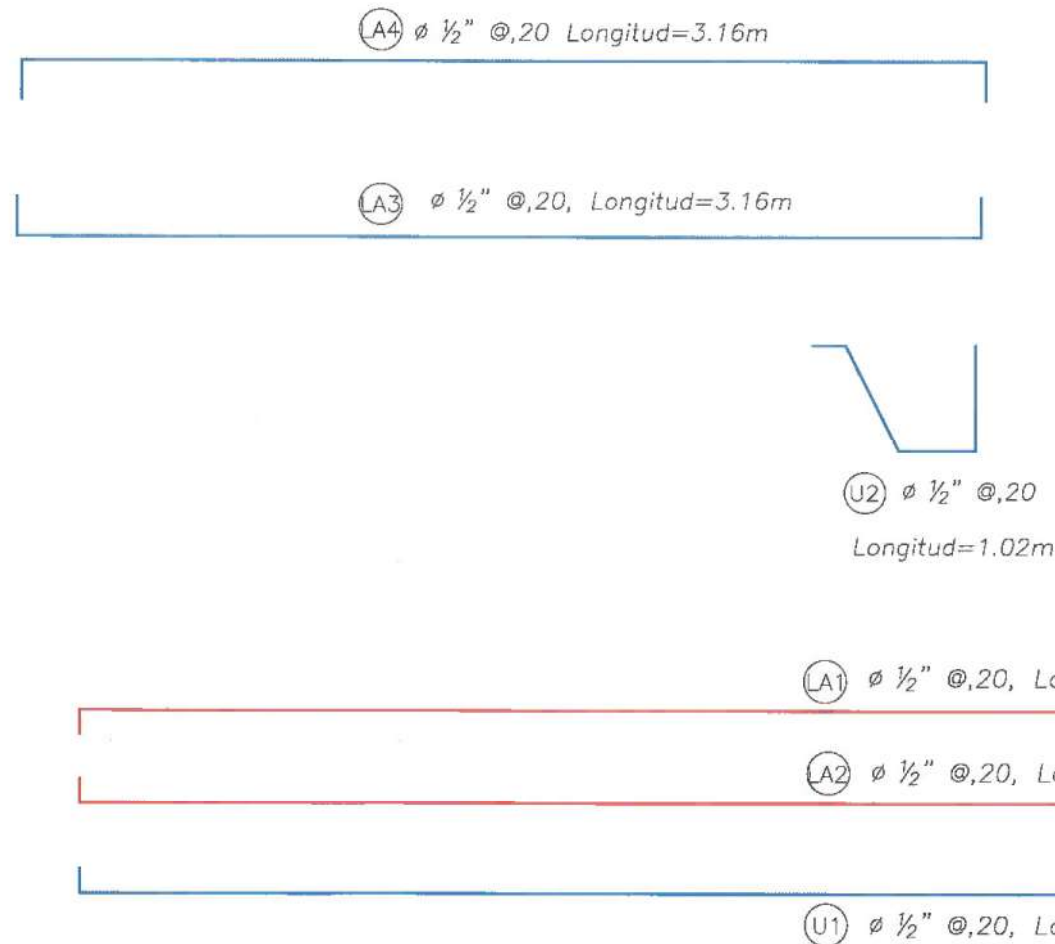 LA4 ø ½" @,20 Longitud=3.16m
LA3 ø ½" @,20, Longitud=3.16m
U2 ø ½" @,20
Longitud=1.02m
LA1 ø ½" @,20,
LA2 ø ½" @,20,
U1 ø ½" @,20,